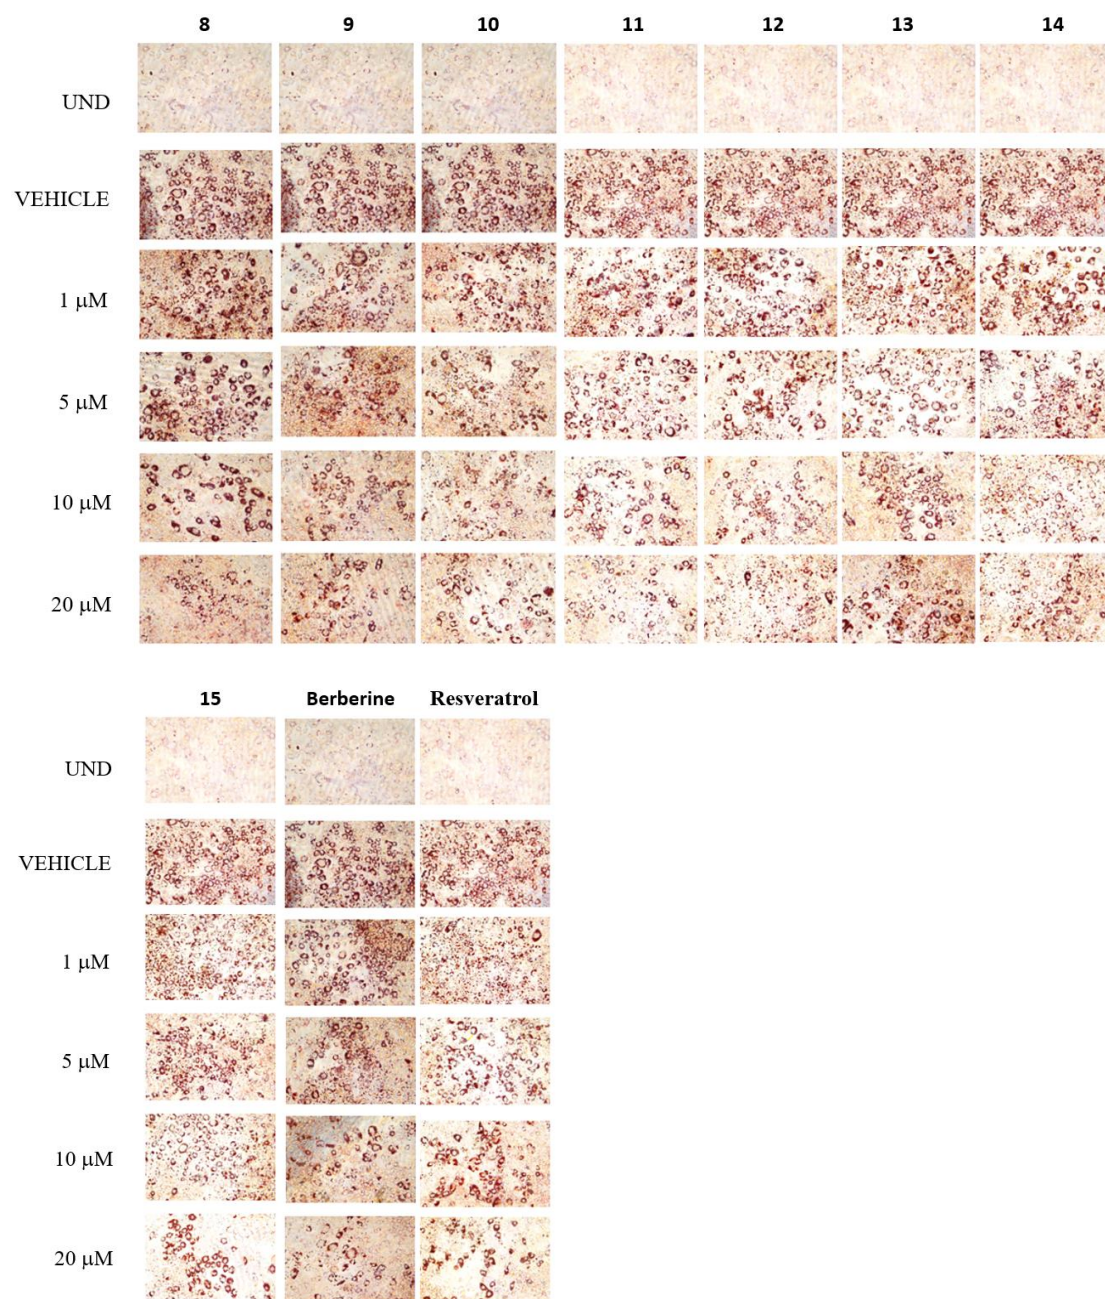 8 9 10 11 12 13 14
UND
VEHICLE
1 μM
5 μM
10 μM
20 μM
15 Berberine Resveratrol
UND
VEHICLE
1 μM
5 μM
10 μM
20 μM